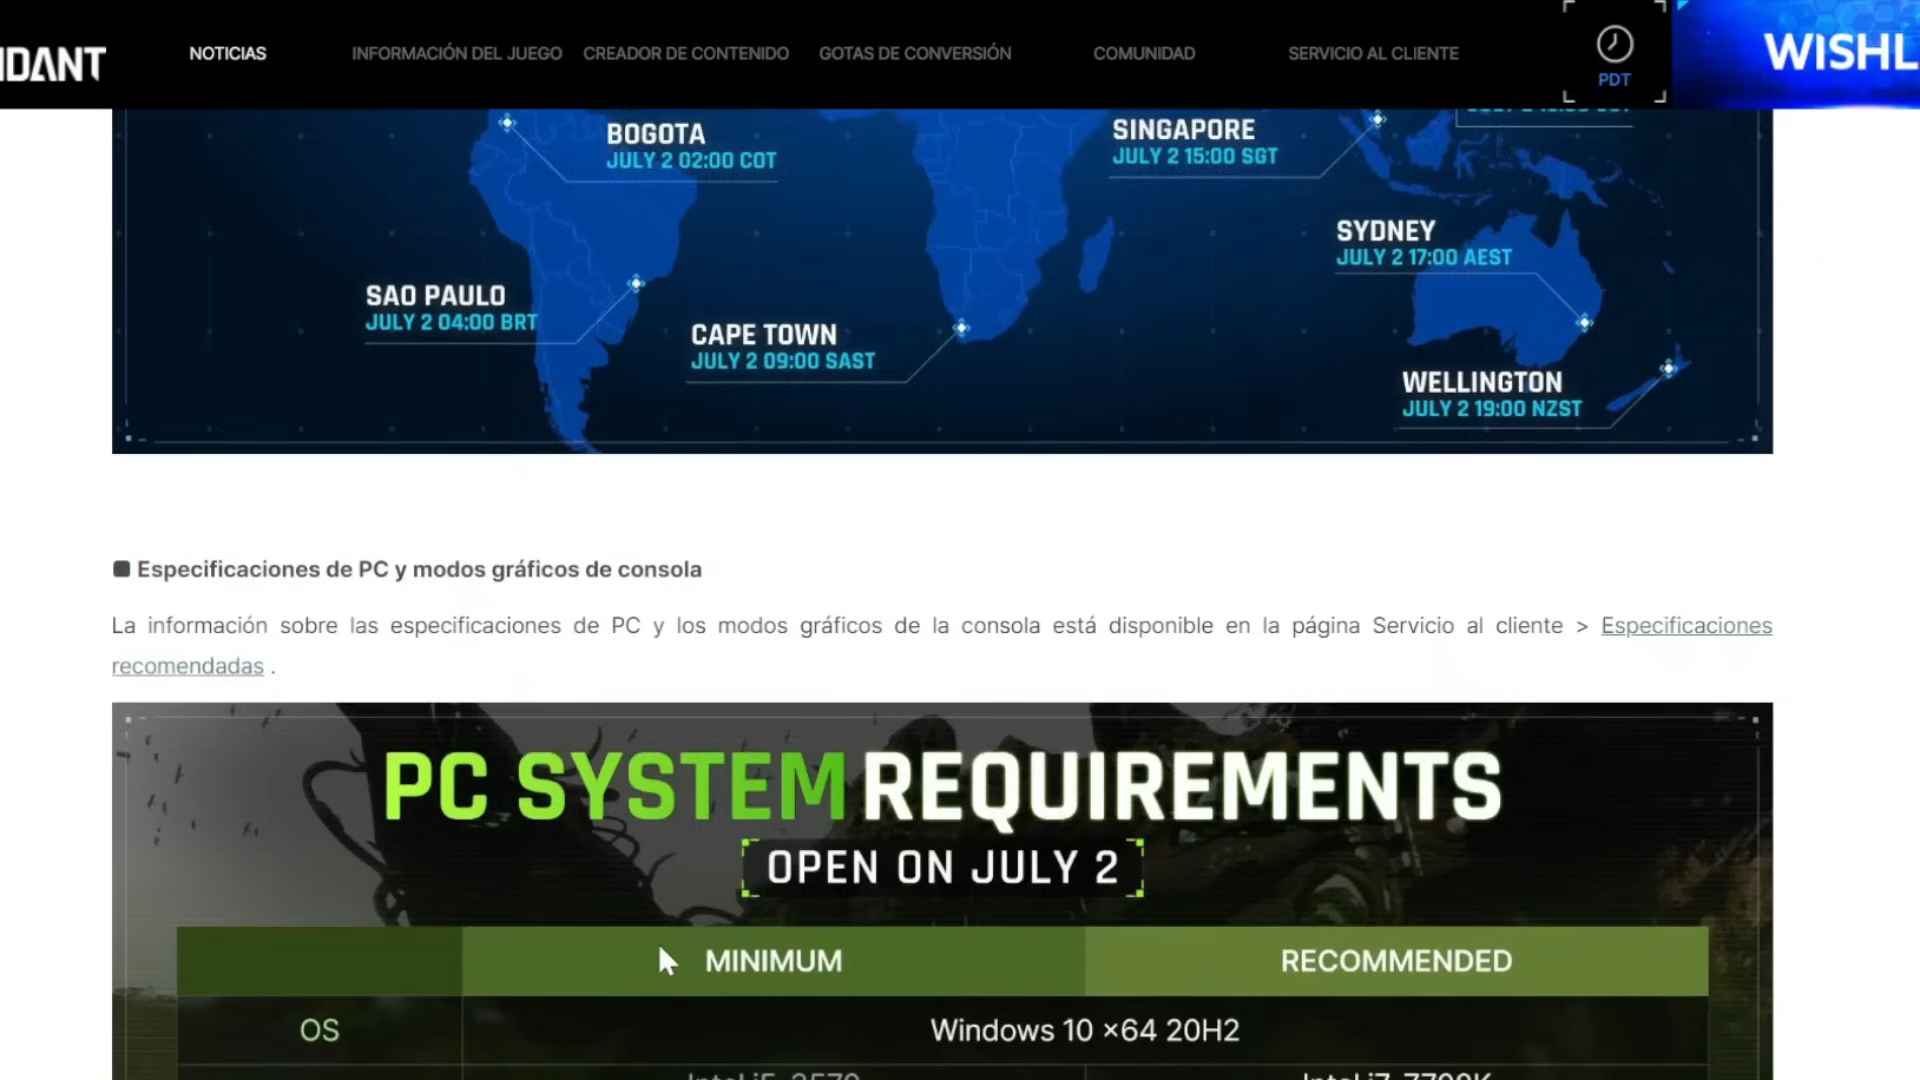 NOTICIAS
INFORMACIÓN DEL JUEGO
CREADOR DE CONTENIDO
GOTAS DE CONVERSIÓN
COMUNIDAD
SERVICIO AL CLIENTE
PDT
BOGOTA
JULY 2 02:00 COT
SINGAPORE
JULY 2 15:00 SGT
SYDNEY
JULY 2 17:00 AEST
SAO PAULO
JULY 2 04:00 BRT
CAPE TOWN
JULY 2 09:00 SAST
WELLINGTON
JULY 2 19:00 NZST
Especificaciones de PC y modos gráficos de consola
La información sobre las especificaciones de PC y los modos gráficos de la consola está disponible en la página Servicio al cliente > Especificaciones
recomendadas .
PC SYSTEM REQUIREMENTS
OPEN ON JULY 2
MINIMUM
RECOMMENDED
OS
Windows 10 ×64 20H2